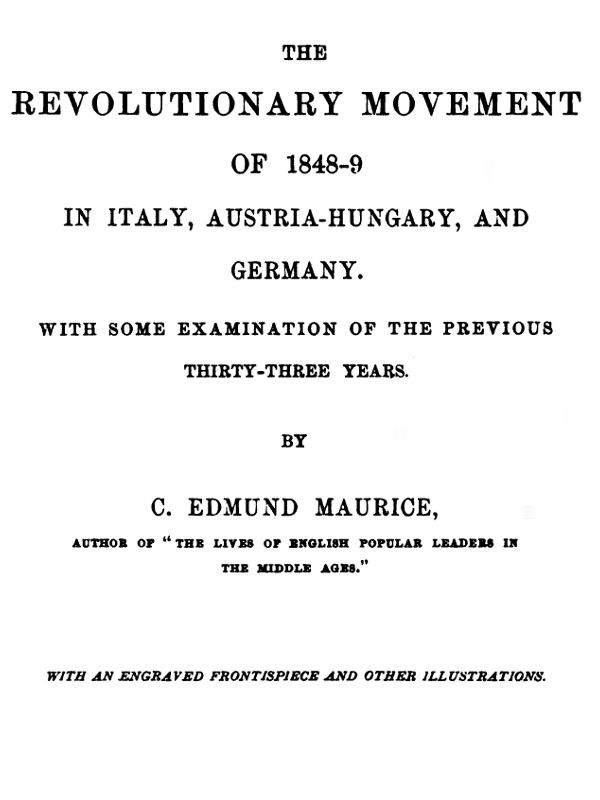 THE
REVOLUTIONARY MOVEMENT
OF 1848-9
IN ITALY, AUSTRIA-HUNGARY, AND
GERMANY.
WITH SOME EXAMINATION OF THE PREVIOUS
THIRTY-THREE YEARS.
BY
C. EDMUND MAURICE,
AUTHOR OF “THE LIVES OF ENGLISH POPULAR LEADERS IN
THE MIDDLE AGES.”
WITH AN ENGRAVED FRONTISPIECE AND OTHER ILLUSTRATIONS.